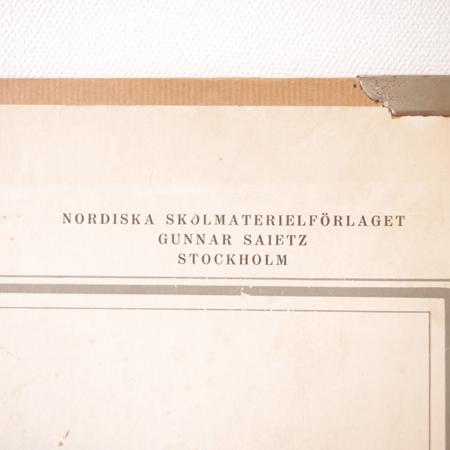 NORDISKA SKOLMATERIELFÖRLAGET
GUNNAR SAIETZ
STOCKHOLM